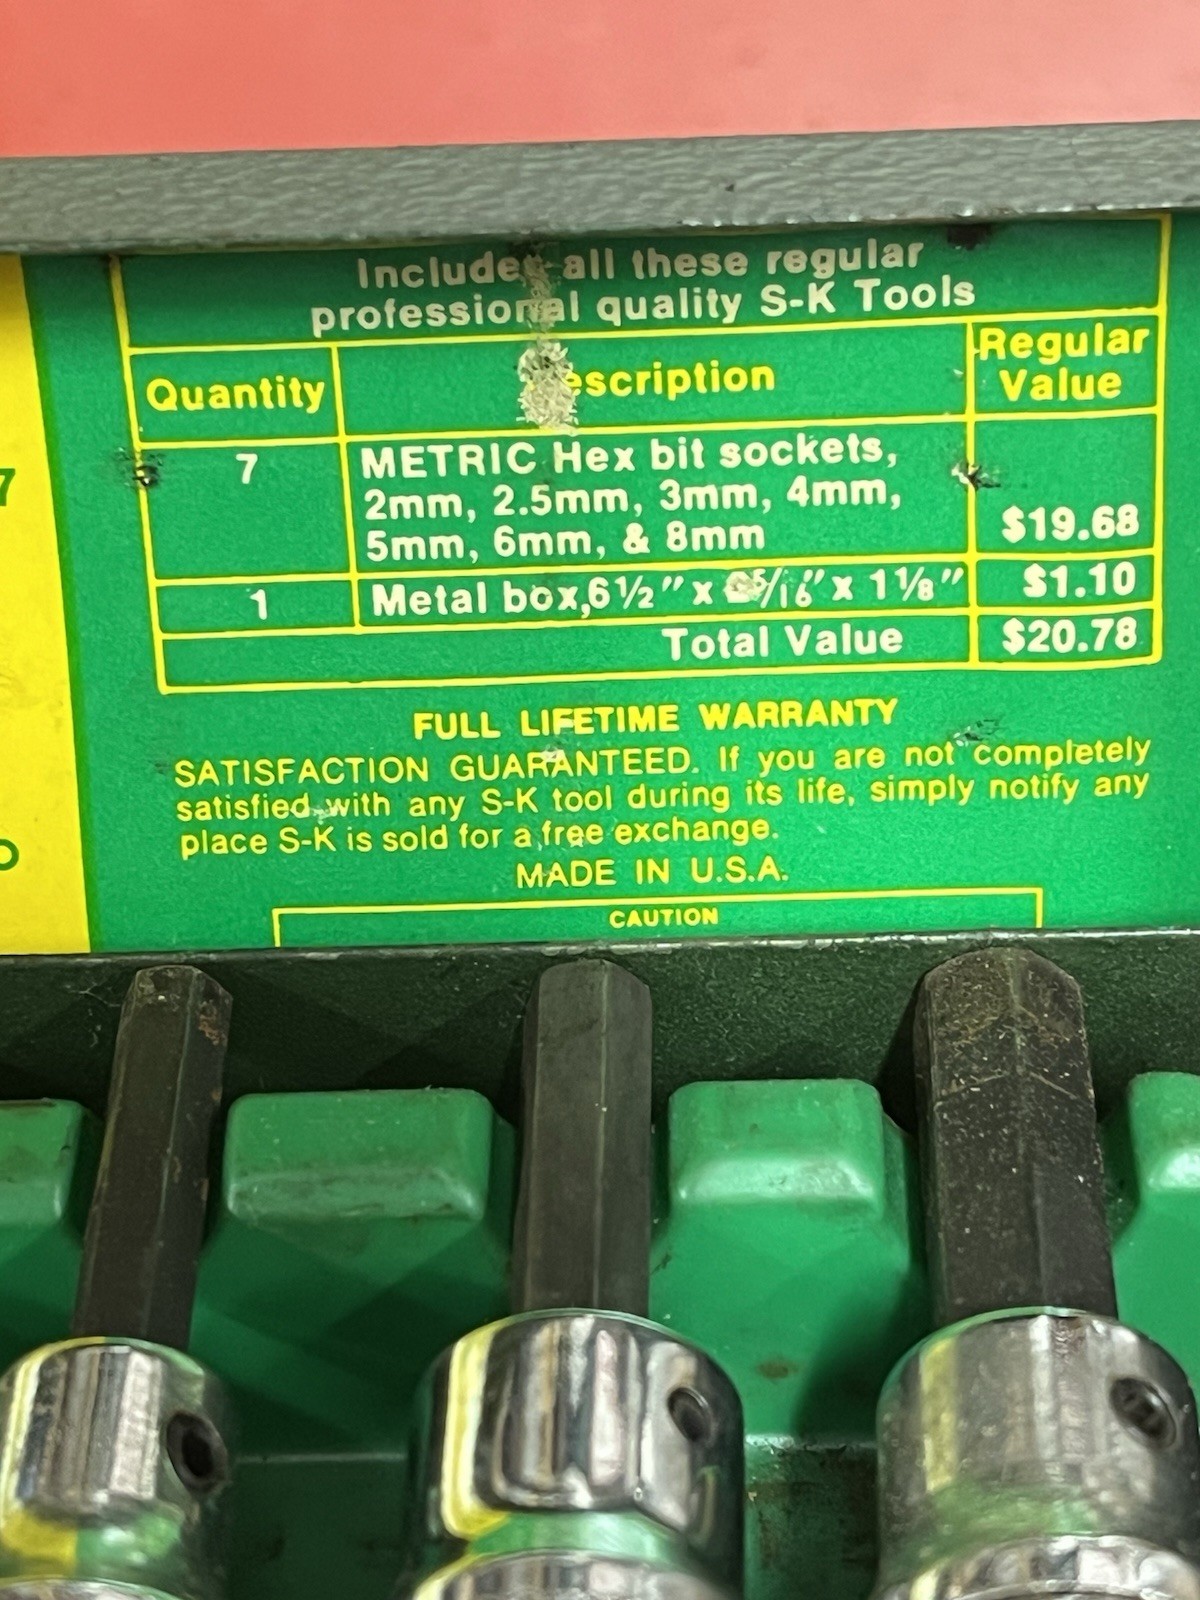 Includes all these regular
professional quality S-K Tools
Quantity
Description
Regular
Value
7
METRIC Hex bit sockets,
2mm, 2.5mm, 3mm, 4mm,
5mm, 6mm, & 8mm
$19.68
1
Metal box,6½″ x 5/16″ x 1⅛″
$1.10
Total Value
$20.78
FULL LIFETIME WARRANTY
SATISFACTION GUARANTEED. If you are not completely
satisfied with any S-K tool during its life, simply notify any
place S-K is sold for a free exchange.
MADE IN U.S.A.
CAUTION
7